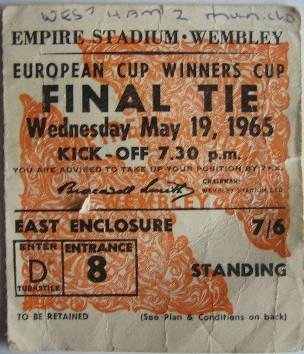 WEST HAM 2
EMPIRE STADIUM • WEMBLEY
EUROPEAN CUP WINNERS CUP
FINAL TIE
Wednesday May 19, 1965
KICK-OFF 7.30 p.m.
YOU ARE ADVISED TO TAKE UP YOUR POSITION BY
CHAIRMAN:
WEMBLEY STADIUM LTD.
WEMBLEY
EAST ENCLOSURE 7/6
ENTER
D
TURNSTILE
ENTRANCE
8
STANDING
TO BE RETAINED (See Plan & Conditions on back)